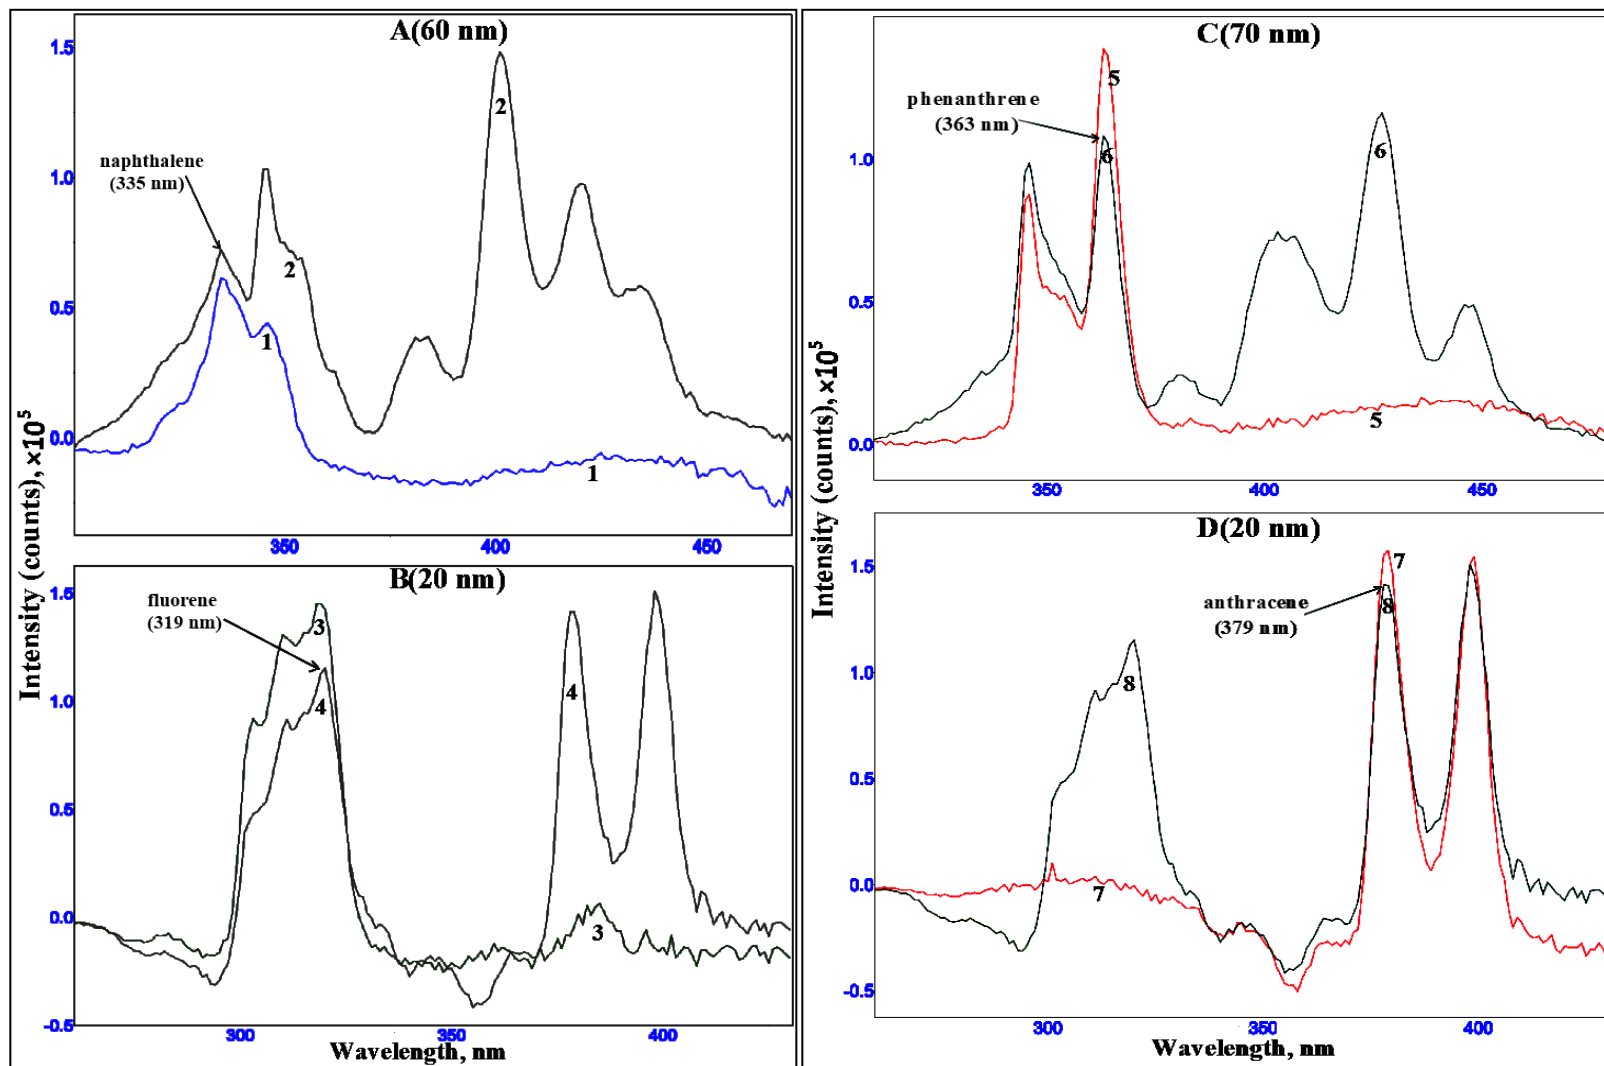 A(60 nm)
1.5
2
naphthalene
(335 nm)
1.0
2
0.5
1
0.0
1
350
400
450
B(20 nm)
1.5
fluorene
(319 nm)
3
4
4
1.0
0.5
0.0
3
-0.5
300
350
400
Wavelength, nm
Intensity (counts), ×10⁵
C(70 nm)
5
phenanthrene
(363 nm)
6
6
1.0
0.5
5
0.0
350
400
450
D(20 nm)
1.5
7
anthracene
(379 nm)
8
8
1.0
0.5
0.0
7
-0.5
300
350
400
Wavelength, nm
Intensity (counts), ×10⁵